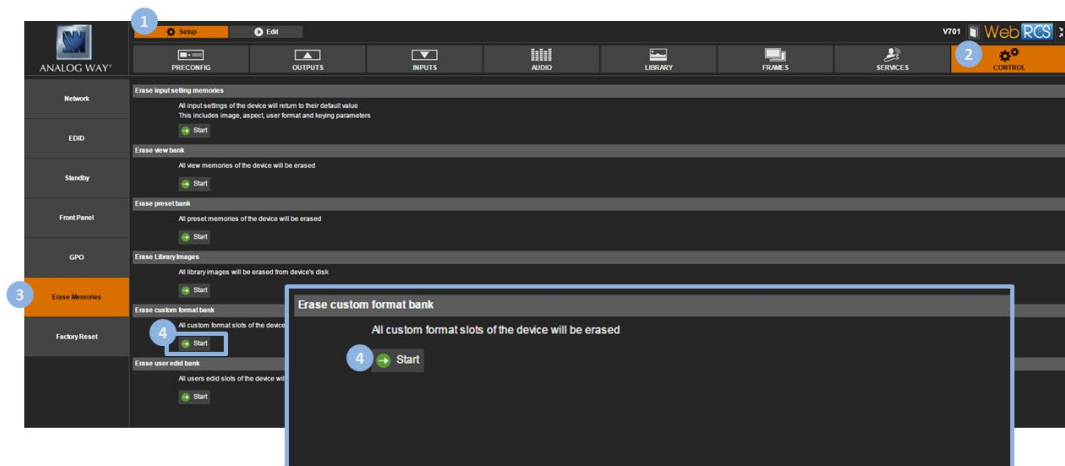 1
Setup
Edit
V701
Web RCS
ANALOG WAY®
PRECONFIG
OUTPUTS
INPUTS
AUDIO
LIBRARY
FRAMES
SERVICES
2
CONTROL
Network
EDID
Standby
Front Panel
GPO
3
Erase Memories
Factory Reset
Erase input setting memories
All input settings of the device will return to their default value
This includes image, aspect, user format and keying parameters
Start
Erase view bank
All view memories of the device will be erased
Start
Erase preset bank
All preset memories of the device will be erased
Start
Erase Library Images
All library images will be erased from device's disk
Start
Erase custom format bank
All custom format slots of the device
4
Start
Erase user edid bank
All users edid slots of the device wil
Start
Erase custom format bank
All custom format slots of the device will be erased
4
Start